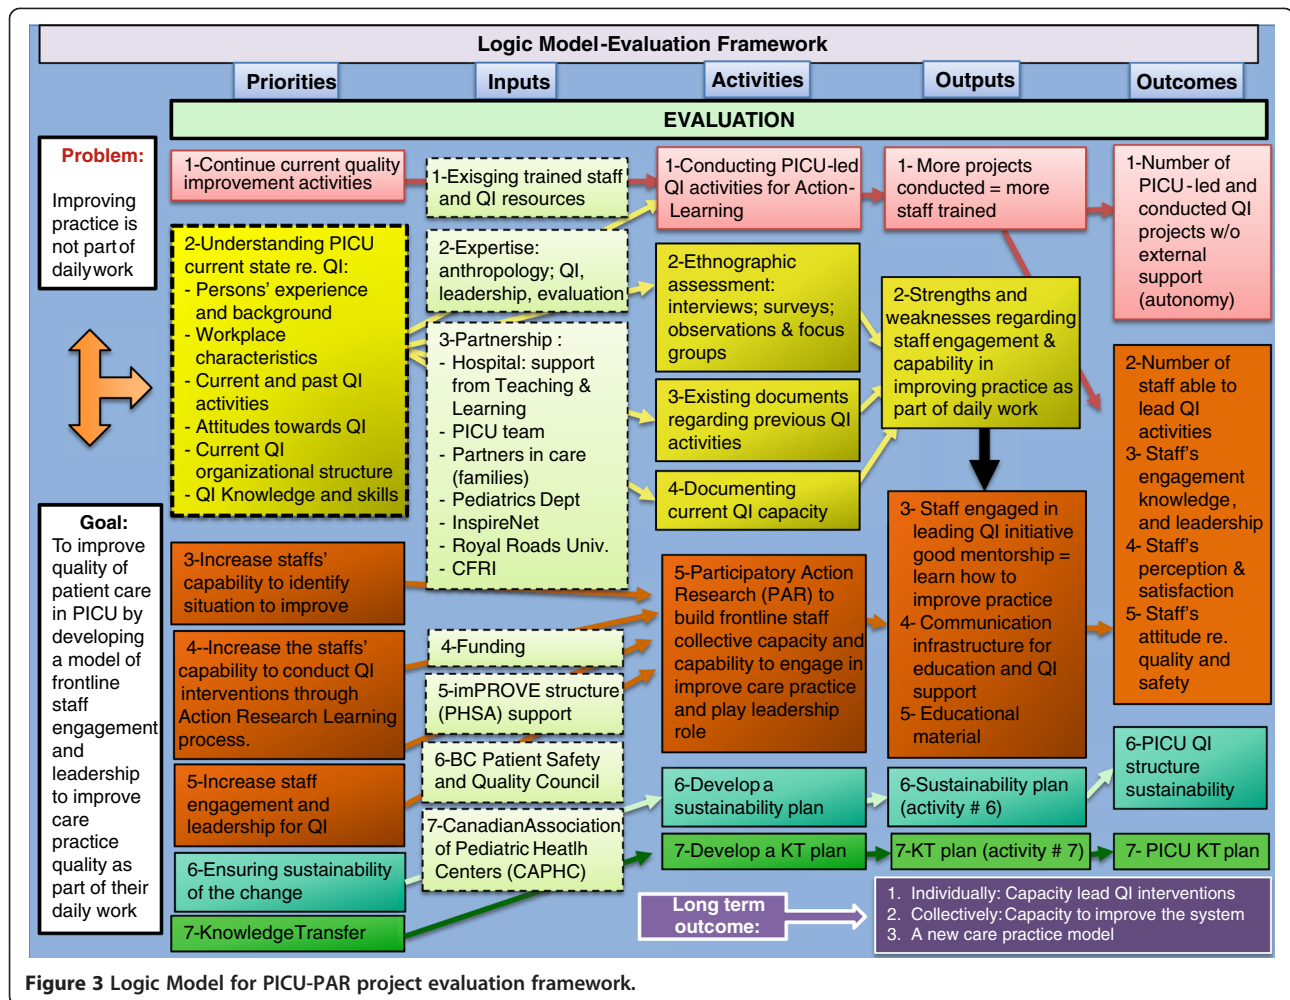 Logic Model-Evaluation Framework
Priorities
Inputs
Activities
Outputs
Outcomes
EVALUATION
Problem:
Improving
practice is
not part of
daily work
Goal:
To improve
quality of
patient care
in PICU by
developing
a model of
frontline
staff
engagement
and
leadership
to improve
care
practice
quality as
part of their
daily work
1-Continue current quality
improvement activities
2-Understanding PICU
current state re. QI:
- Persons' experience
and background
- Workplace
characteristics
- Current and past QI
activities
- Attitudes towards QI
- Current QI
organizational structure
- QI Knowledge and skills
3-Increase staffs'
capability to identify
situation to improve
4--Increase the staffs'
capability to conduct QI
interventions through
Action Research Learning
process.
5-Increase staff
engagement and
leadership for QI
6-Ensuring sustainability
of the change
7-KnowledgeTransfer
1-Exisging trained staff
and QI resources
2-Expertise:
anthropology; QI,
leadership, evaluation
3-Partnership :
- Hospital: support
from Teaching &
Learning
- PICU team
- Partners in care
(families)
- Pediatrics Dept
- InspireNet
- Royal Roads Univ.
- CFRI
4-Funding
5-imPROVE structure
(PHSA) support
6-BC Patient Safety
and Quality Council
7-CanadianAssociation
of Pediatric Heatlh
Centers (CAPHC)
1-Conducting PICU-led
QI activities for Action-
Learning
2-Ethnographic
assessment:
interviews; surveys;
observations & focus
groups
3-Existing documents
regarding previous QI
activities
4-Documenting
current QI capacity
5-Participatory Action
Research (PAR) to
build frontline staff
collective capacity and
capability to engage in
improve care practice
and play leadership
role
6-Develop a
sustainability plan
7-Develop a KT plan
1- More projects
conducted = more
staff trained
2-Strengths and
weaknesses regarding
staff engagement &
capability in
improving practice as
part of daily work
3- Staff engaged in
leading QI initiative
good mentorship =
learn how to
improve practice
4- Communication
infrastructure for
education and QI
support
5- Educational
material
6-Sustainability plan
(activity # 6)
7-KT plan (activity # 7)
1-Number of
PICU-led and
conducted QI
projects w/o
external
support
(autonomy)
2-Number of
staff able to
lead QI
activities
3- Staff's
engagement
knowledge,
and leadership
4- Staff's
perception &
satisfaction
5- Staff's
attitude re.
quality and
safety
6-PICU QI
structure
sustainability
7- PICU KT plan
Long term
outcome:
1. Individually: Capacity lead QI interventions
2. Collectively: Capacity to improve the system
3. A new care practice model
Figure 3 Logic Model for PICU-PAR project evaluation framework.